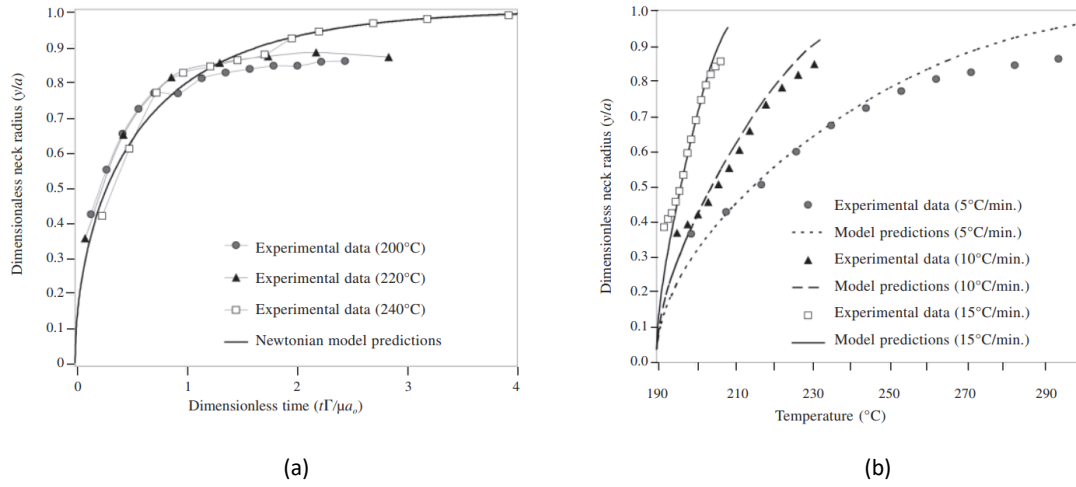 Dimensionaless neck radius (y/a)
1
0.9
0.8
0.7
0.6
0.5
0.4
0.3
0.2
0.1
0
0 1 2 3 4
Dimensionless time (tΓ/μaₒ)
Experimental data (200°C)
Experimental data (220°C)
Experimental data (240°C)
Newtonian model predictions
(a)
Dimensionless neck radius (y/a)
1.0
0.9
0.8
0.7
0.6
0.5
0.4
0.3
0.2
0.1
0.0
190 210 230 250 270 290
Temperature (°C)
Experimental data (5°C/min.)
Model predictions (5°C/min.)
Experimental data (10°C/min.)
Model predictions (10°C/min.)
Experimental data (15°C/min.)
Model predictions (15°C/min.)
(b)